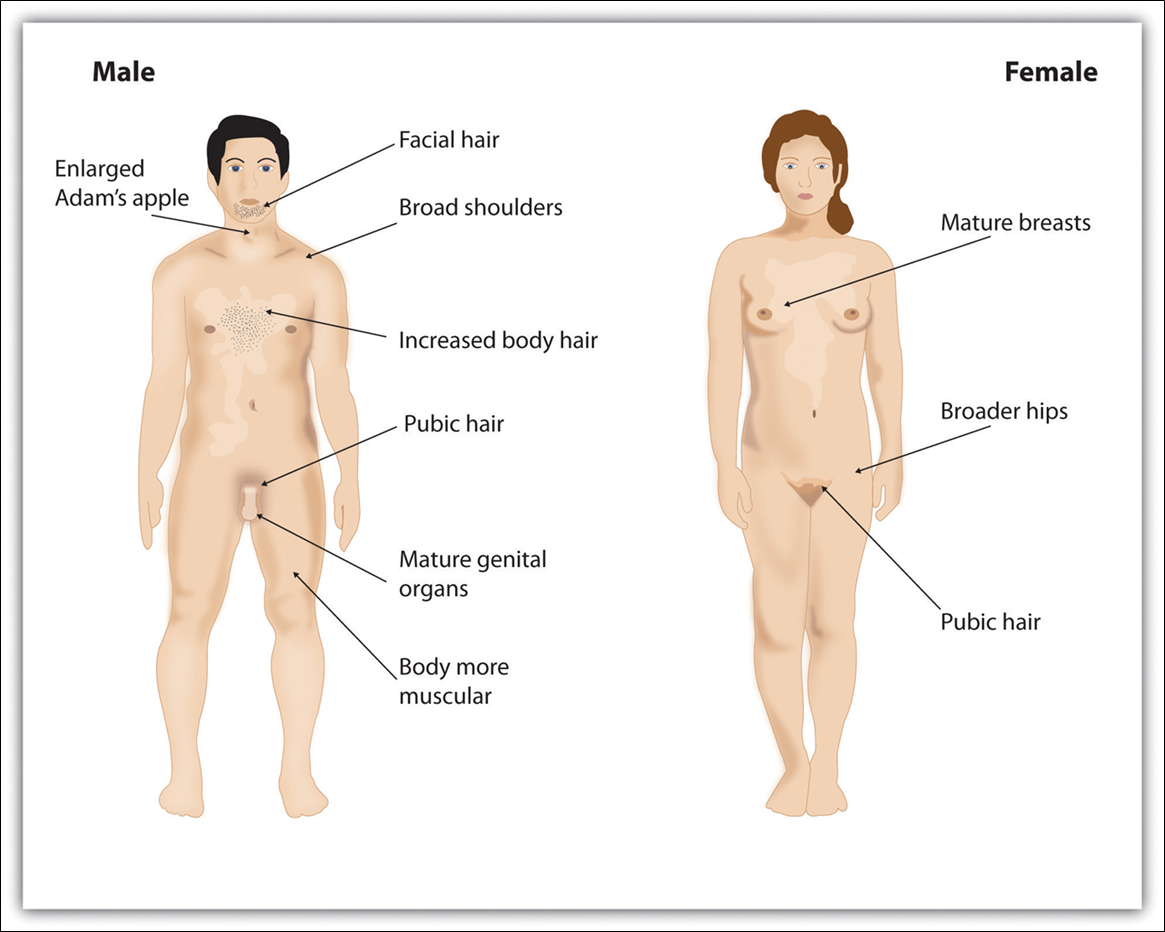 Male
Female
Facial hair
Enlarged
Adam's apple
Broad shoulders
Mature breasts
Increased body hair
Broader hips
Pubic hair
Mature genital
organs
Pubic hair
Body more
muscular